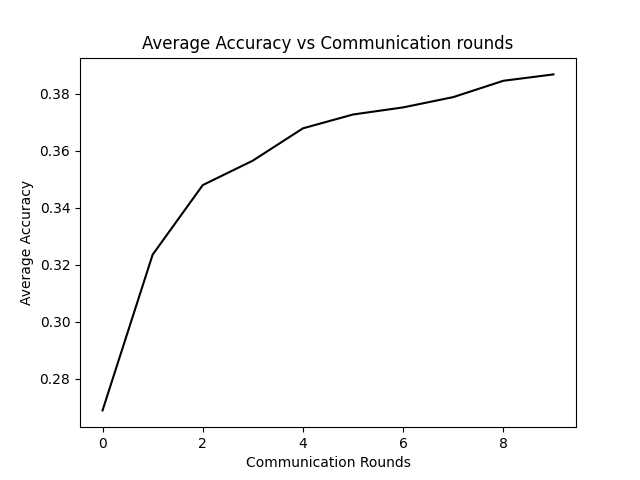 Average Accuracy vs Communication rounds
Average Accuracy
0.38
0.36
0.34
0.32
0.30
0.28
0 2 4 6 8
Communication Rounds